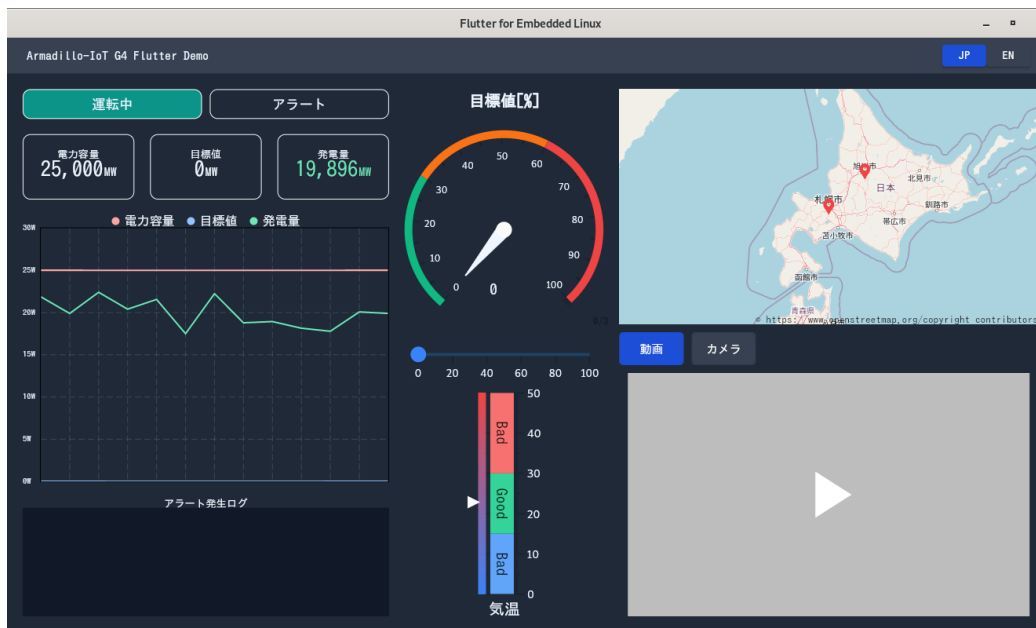 Flutter for Embedded Linux
Armadillo-IoT G4 Flutter Demo
JP EN
運転中 アラート
電力容量
25,000MW
目標値
0MW
発電量
19,896MW
電力容量 目標値 発電量
30W
25W
20W
15W
10W
5W
0W
アラート発生ログ
目標値[%]
0 10 20 30 40 50 60 70 80 90 100
0
0 20 40 60 80 100
50
40
30
20
10
0
Bad
Good
Bad
気温
旭川市
北見市
日本
札幌市
釧路市
帯広市
苫小牧市
函館市
青森県
© https://www.openstreetmap.org/copyright contributors
動画 カメラ